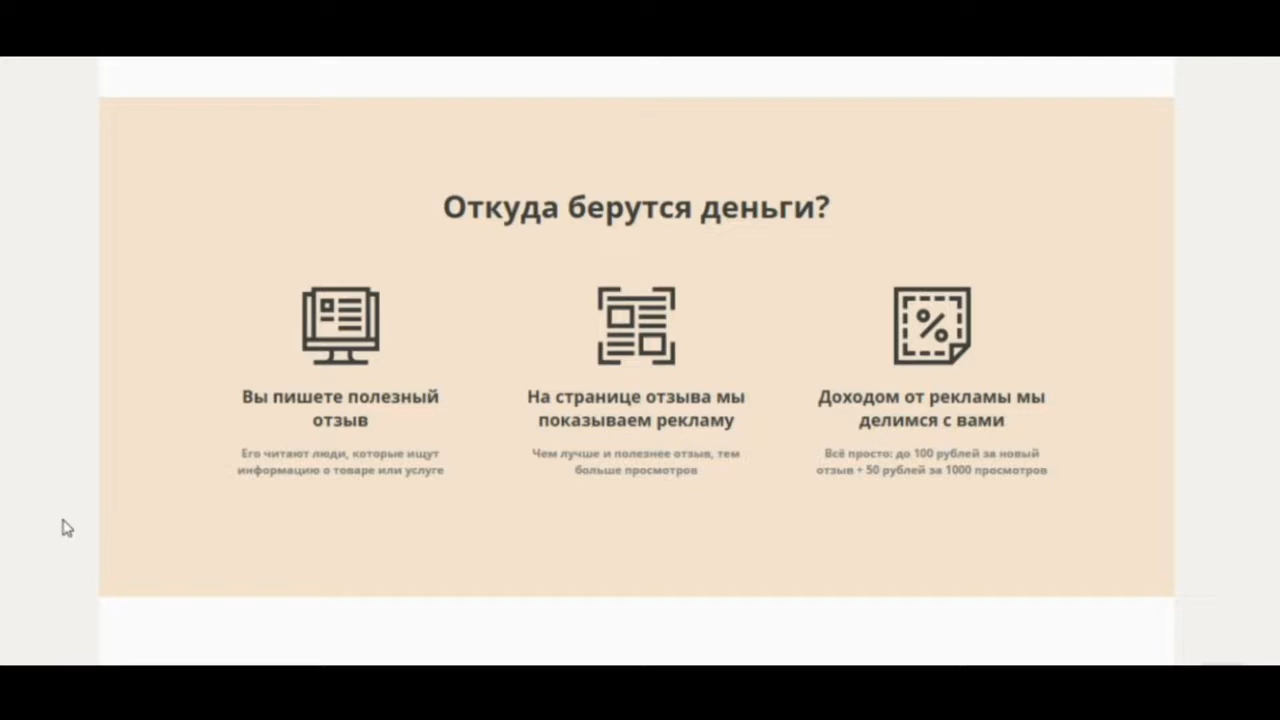 Откуда берутся деньги?
Вы пишете полезный
отзыв
Его читают люди, которые ищут
информацию о товаре или услуге
На странице отзыва мы
показываем рекламу
Чем лучше и полезнее отзыв, тем
больше просмотров
Доходом от рекламы мы
делимся с вами
Всё просто: до 100 рублей за новый
отзыв + 50 рублей за 1000 просмотров